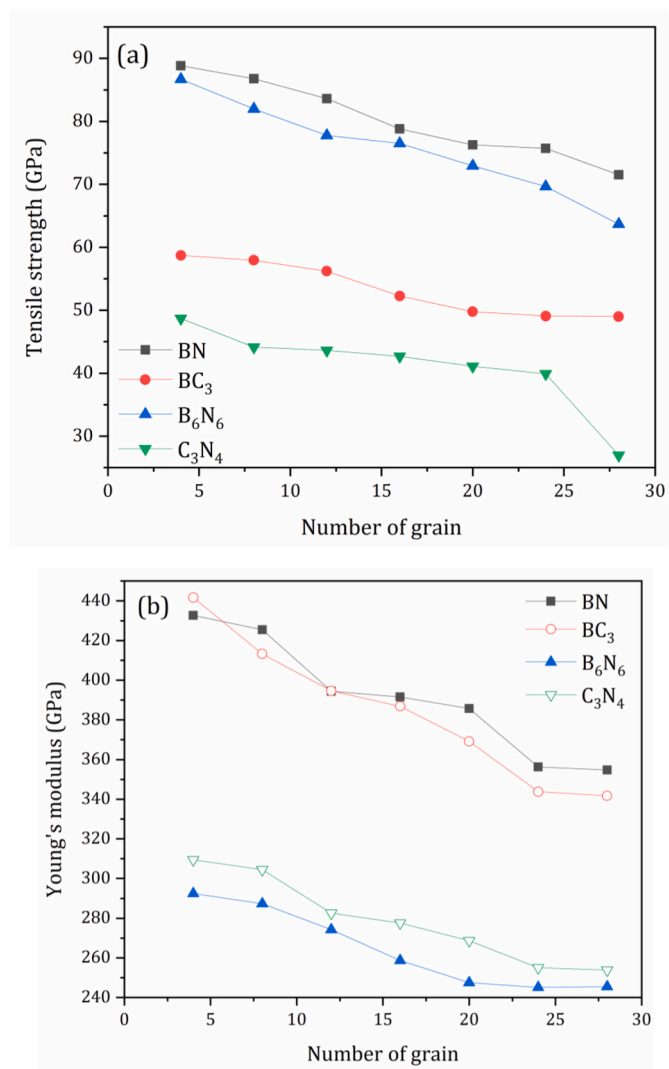 (a)
Tensile strength (GPa)
90
80
70
60
50
40
30
BN
BC₃
B₆N₆
C₃N₄
0 5 10 15 20 25 30
Number of grain
(b)
Young's modulus (GPa)
440
420
400
380
360
340
320
300
280
260
240
BN
BC₃
B₆N₆
C₃N₄
0 5 10 15 20 25 30
Number of grain